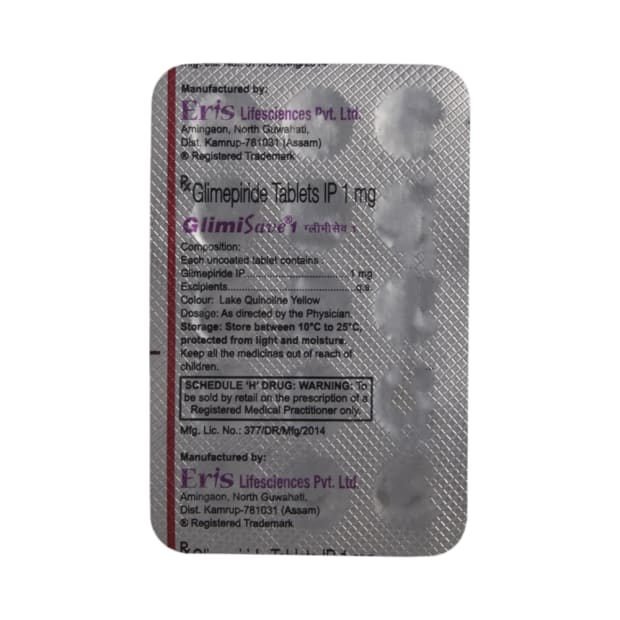 Manufactured by:
Eris Lifesciences Pvt. Ltd.
Amingaon, North Guwahati,
Dist. Kamrup-781031 (Assam)
® Registered Trademark
℞ Glimepiride Tablets IP 1 mg
GlimiSave®1 ग्लीमीसेव 1
Composition:
Each uncoated tablet contains :
Glimepiride IP....................1 mg
Excipients.........................q.s
Colour: Lake Quinoline Yellow
Dosage: As directed by the Physician.
Storage: Store between 10°C to 25°C,
protected from light and moisture.
Keep all the medicines out of reach of
children.
SCHEDULE 'H' DRUG: WARNING: To
be sold by retail on the prescription of a
Registered Medical Practitioner only.
Mfg. Lic. No.: 377/DR/Mfg/2014
Manufactured by:
Eris Lifesciences Pvt. Ltd.
Amingaon, North Guwahati,
Dist. Kamrup-781031 (Assam)
® Registered Trademark